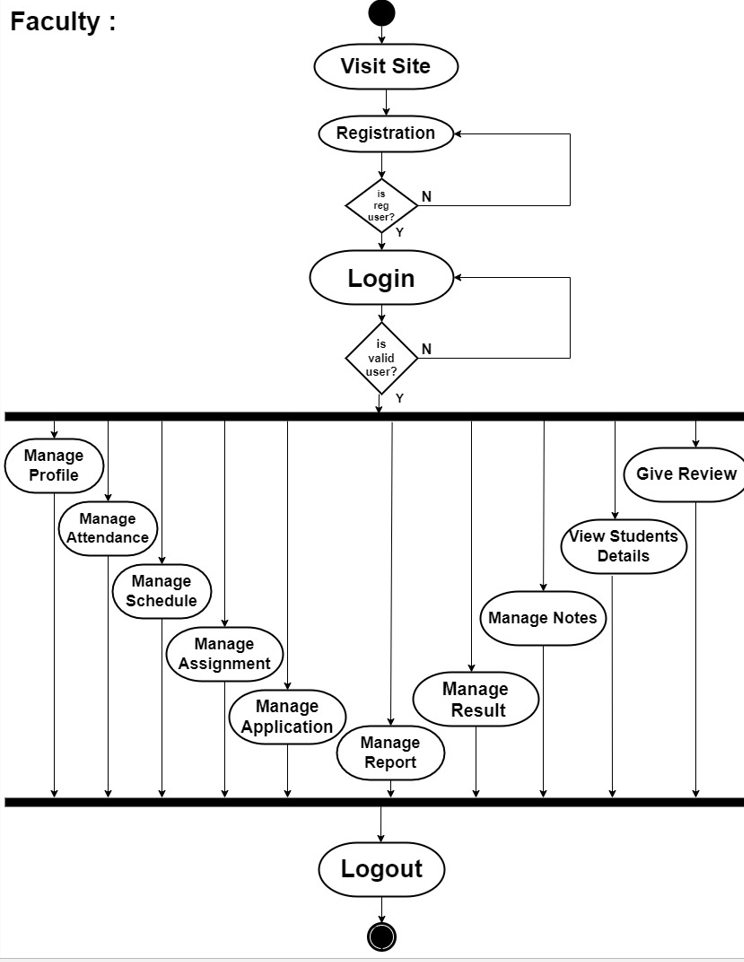 Faculty :
Visit Site
Registration
is
reg
user?
N
Y
Login
is
valid
user?
N
Y
Manage
Profile
Manage
Attendance
Manage
Schedule
Manage
Assignment
Manage
Application
Manage
Report
Manage
Result
Manage Notes
View Students
Details
Give Review
Logout